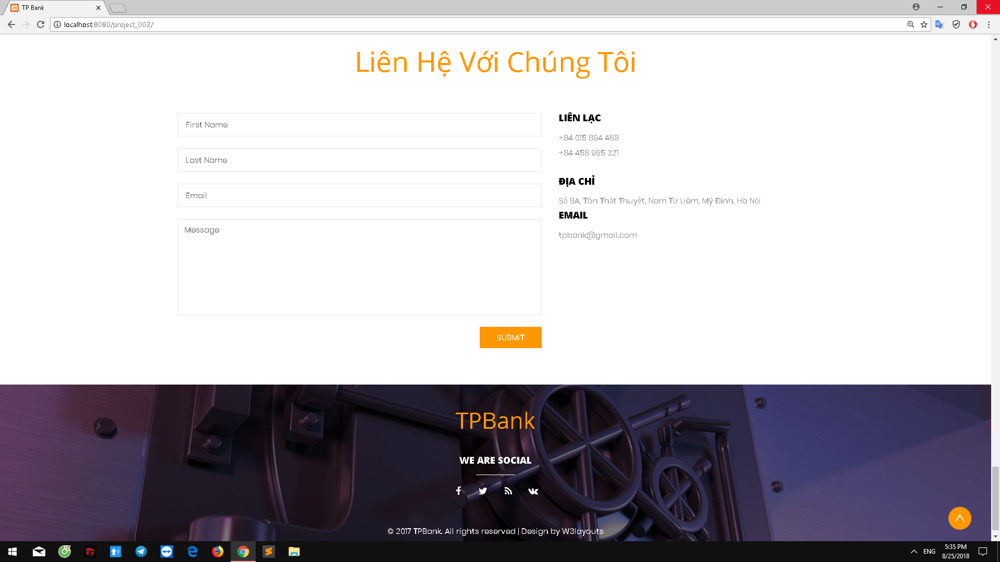 TP Bank
localhost:8080/project_002/
Liên Hệ Với Chúng Tôi
First Name
Last Name
Email
Message
SUBMIT
LIÊN LẠC
+84 015 894 468
+84 458 965 321
ĐỊA CHỈ
Số 8A, Tôn Thất Thuyết, Nam Từ Liêm, Mỹ Đình, Hà Nội
EMAIL
tpbank@gmail.com
TPBank
WE ARE SOCIAL
© 2017 TPBank. All rights reserved | Design by W3layouts
ENG
5:35 PM
8/25/2018